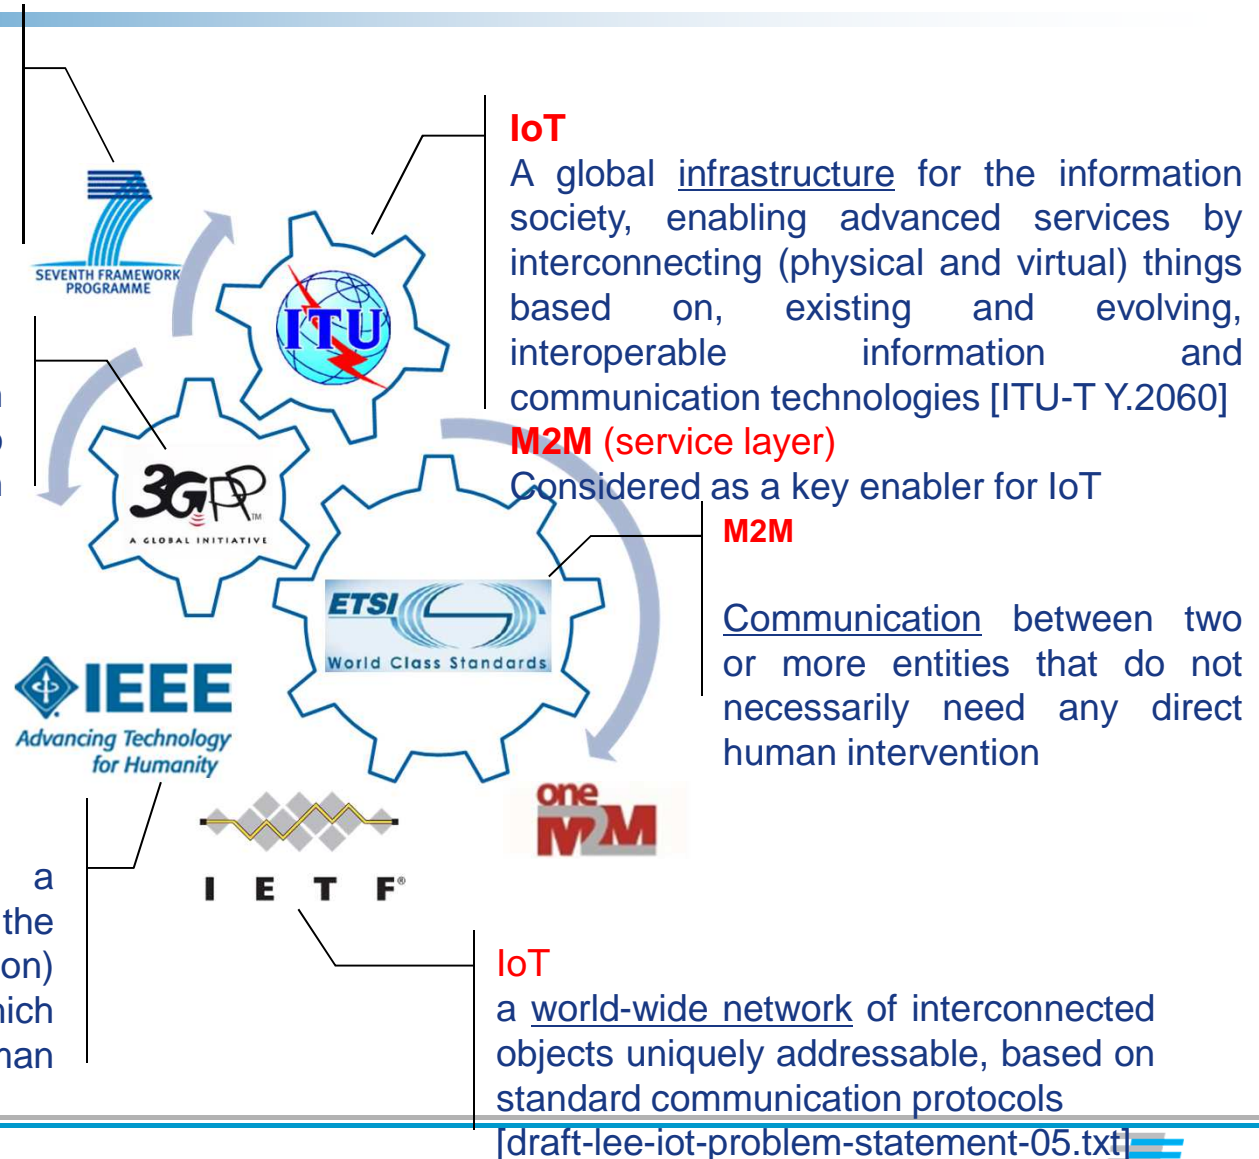 IoT
A global infrastructure for the information
society, enabling advanced services by
interconnecting (physical and virtual) things
based on, existing and evolving,
interoperable information and
communication technologies [ITU-T Y.2060]
M2M (service layer)
Considered as a key enabler for IoT
SEVENTH FRAMEWORK
PROGRAMME
ITU
3GPP
TM
A GLOBAL INITIATIVE
M2M
Communication between two
or more entities that do not
necessarily need any direct
human intervention
ETSI
World Class Standards
IEEE
Advancing Technology
for Humanity
one
M2M
IETF®
a
the
IoT
a world-wide network of interconnected
objects uniquely addressable, based on
standard communication protocols
[draft-lee-iot-problem-statement-05.txt]